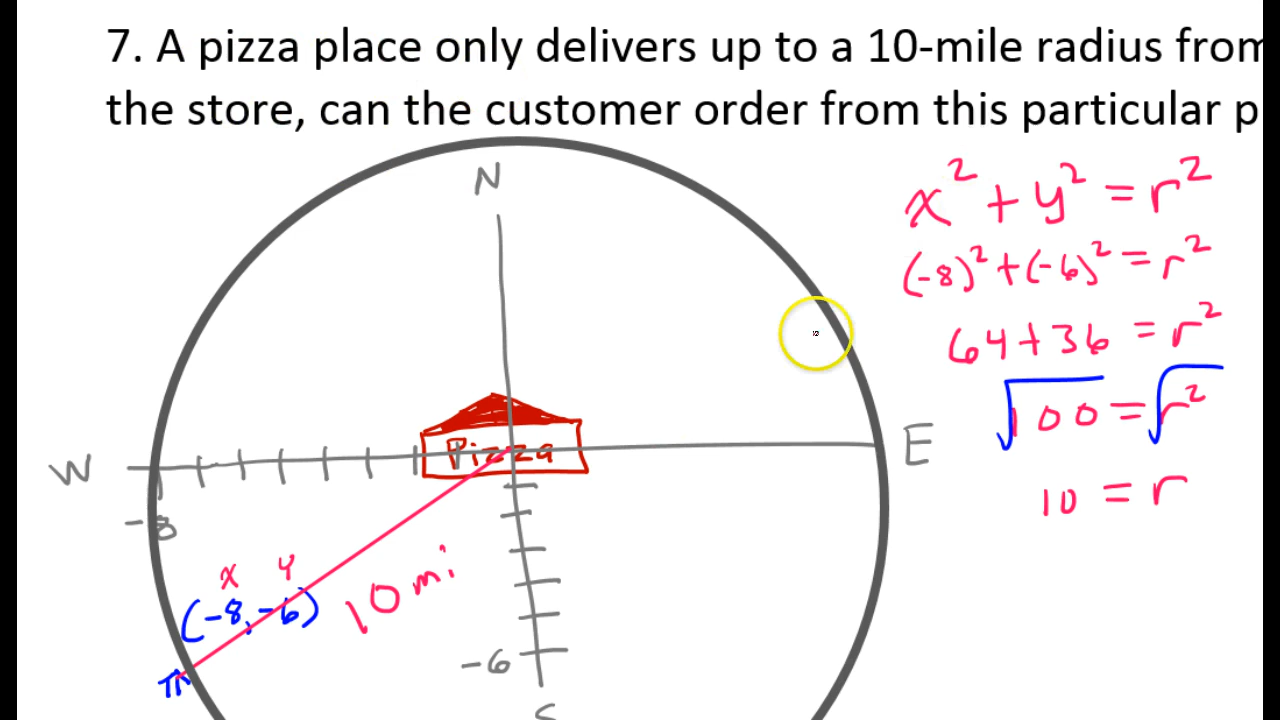 7. A pizza place only delivers up to a 10-mile radius from
the store, can the customer order from this particular p
N
x² + y² = r²
(-8)² + (-6)² = r²
64 + 36 = r²
√100 = √r²
10 = r
W
E
Pizza
-8
x y
(-8, -6)
10 mi
-6
S